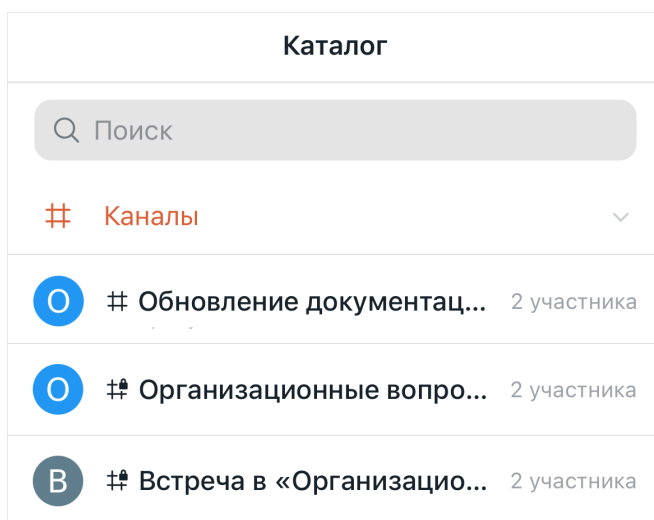 Каталог
Поиск
Каналы
О # Обновление документац... 2 участника
О # Организационные вопро... 2 участника
В # Встреча в «Организацио... 2 участника